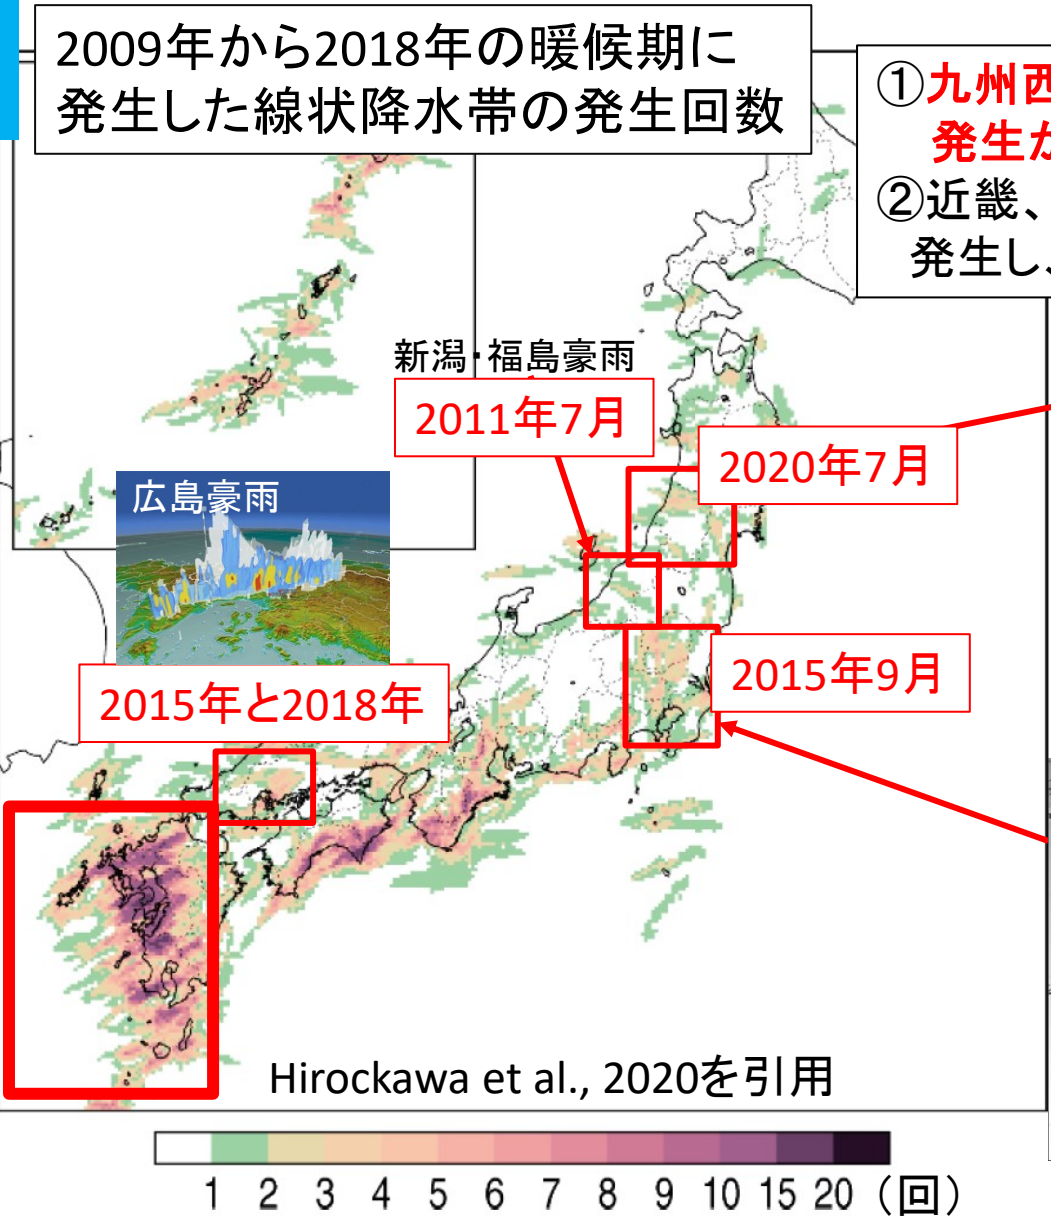 2009年から2018年の暖候期に
発生した線状降水帯の発生回数
①九州西
発生か
②近畿、
発生し、
新潟・福島豪雨
2011年7月
2020年7月
広島豪雨
2015年9月
2015年と2018年
Hirockawa et al., 2020を引用
1 2 3 4 5 6 7 8 9 10 15 20 (回)